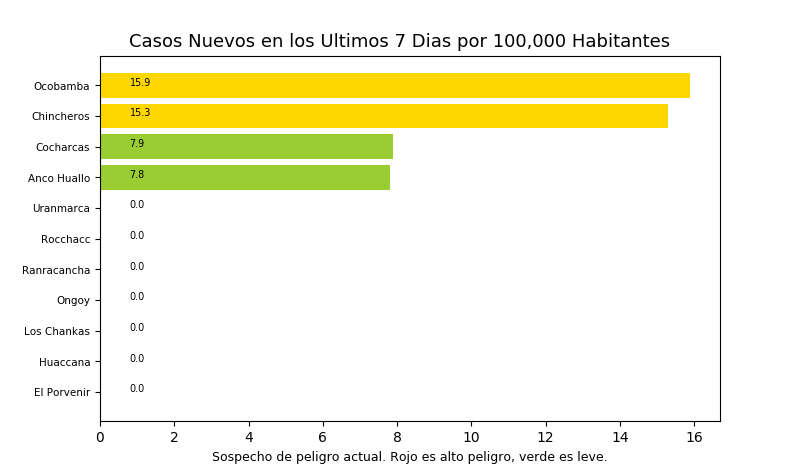 Casos Nuevos en los Ultimos 7 Dias por 100,000 Habitantes
Ocobamba 15.9
Chincheros 15.3
Cocharcas 7.9
Anco Huallo 7.8
Uranmarca 0.0
Rocchacc 0.0
Ranracancha 0.0
Ongoy 0.0
Los Chankas 0.0
Huaccana 0.0
El Porvenir 0.0
0 2 4 6 8 10 12 14 16
Sospecho de peligro actual. Rojo es alto peligro, verde es leve.